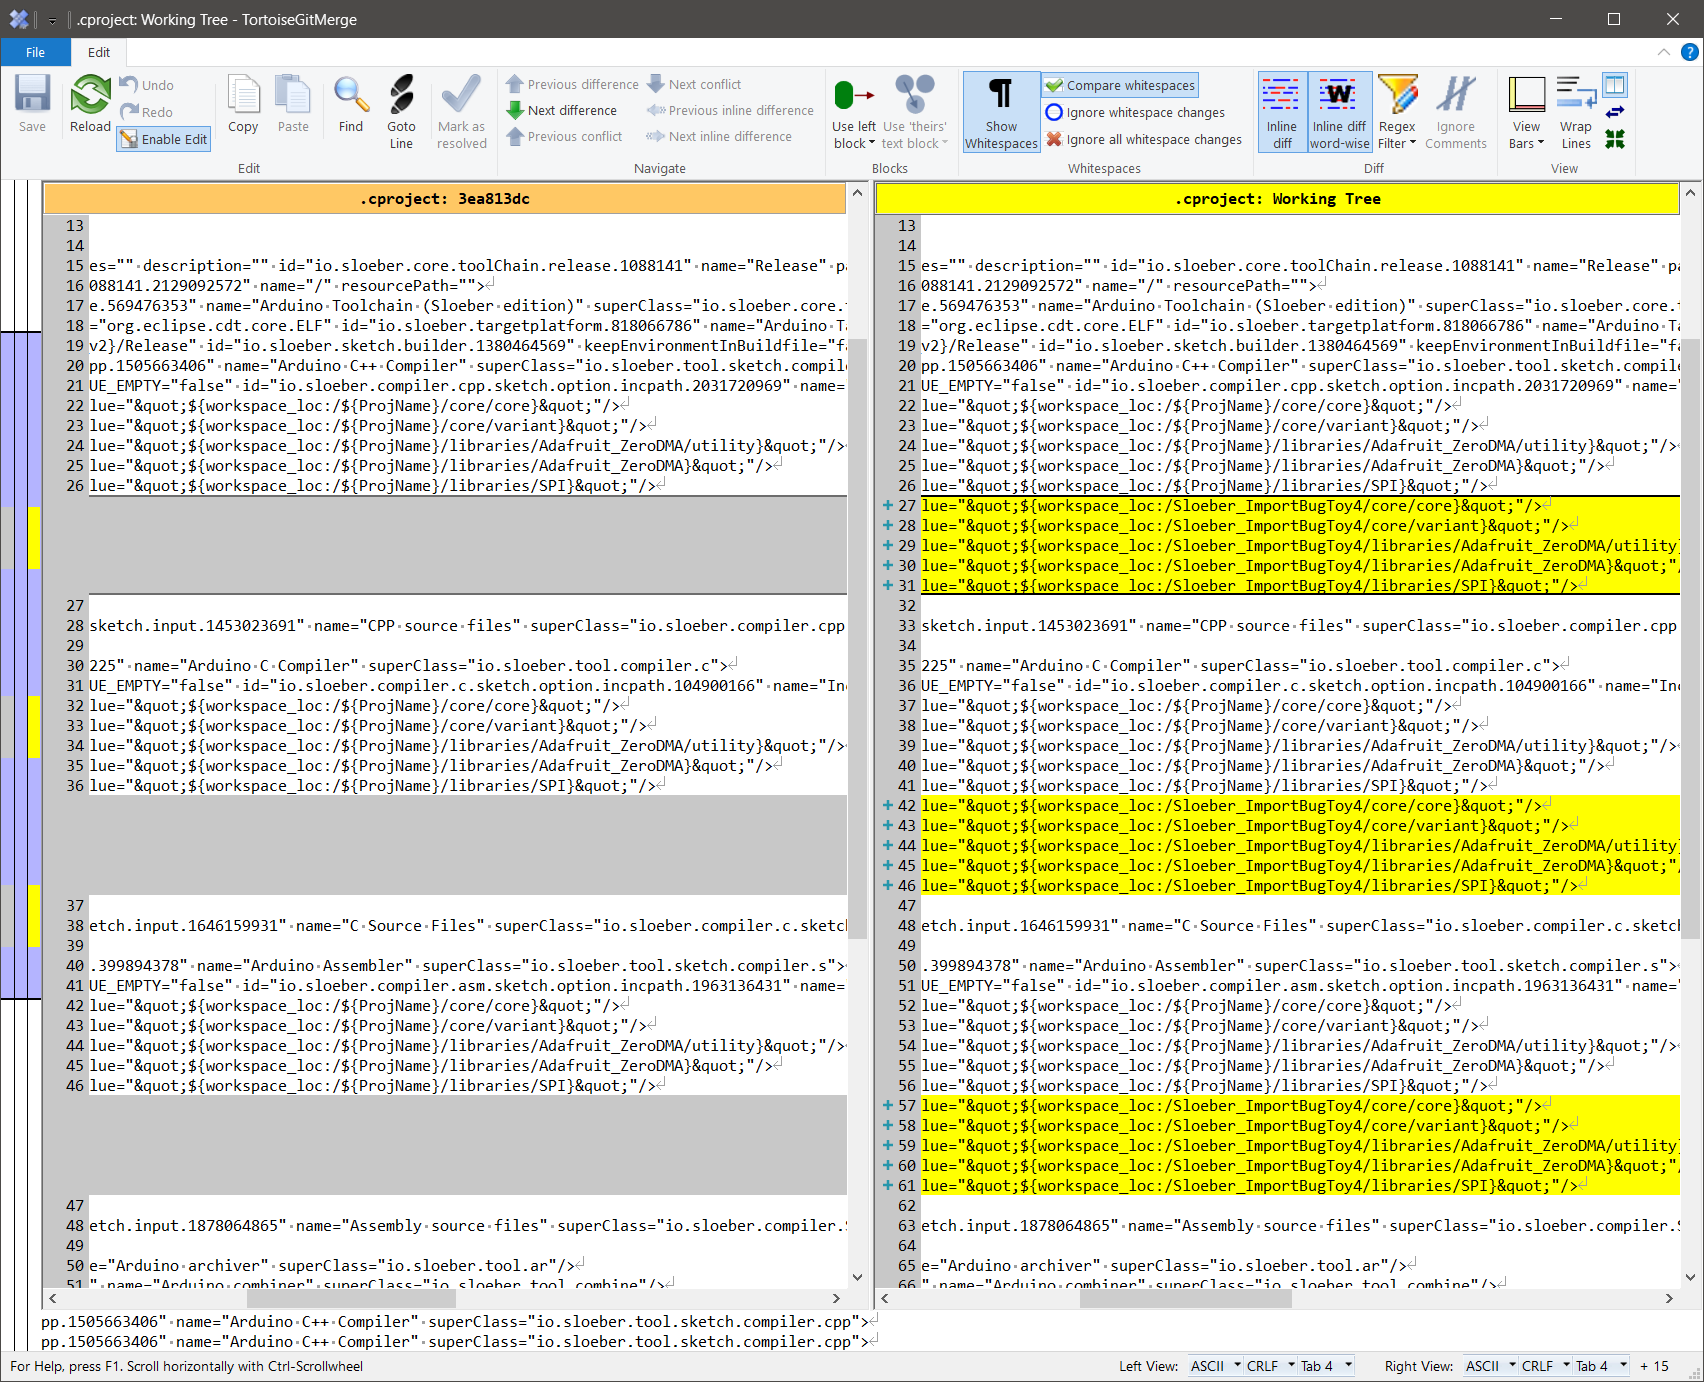 .cproject: Working Tree - TortoiseGitMerge
File Edit
Save Reload Undo Redo Enable Edit Copy Paste Find Goto Line Mark as resolved
Edit
Previous difference Next conflict
Next difference Previous inline difference
Previous conflict Next inline difference
Navigate
Use left block Use 'theirs' text block
Blocks
Show Whitespaces
Compare whitespaces
Ignore whitespace changes
Ignore all whitespace changes
Whitespaces
Inline diff Inline diff word-wise Regex Filter Ignore Comments
Diff
View Bars Wrap Lines
View
.cproject: 3ea813dc
13
14
15 es="" description="" id="io.sloeber.core.toolChain.release.1088141" name="Release" pa
16 088141.2129092572" name="/" resourcePath="">
17 e.569476353" name="Arduino Toolchain (Sloeber edition)" superClass="io.sloeber.core.t
18 ="org.eclipse.cdt.core.ELF" id="io.sloeber.targetplatform.818066786" name="Arduino Ta
19 v2}/Release" id="io.sloeber.sketch.builder.1380464569" keepEnvironmentInBuildfile="fa
20 pp.1505663406" name="Arduino C++ Compiler" superClass="io.sloeber.tool.sketch.compile
21 UE_EMPTY="false" id="io.sloeber.compiler.cpp.sketch.option.incpath.2031720969" name=
22 lue="&quot;${workspace_loc:/${ProjName}/core/core}&quot;"/>
23 lue="&quot;${workspace_loc:/${ProjName}/core/variant}&quot;"/>
24 lue="&quot;${workspace_loc:/${ProjName}/libraries/Adafruit_ZeroDMA/utility}&quot;"/>
25 lue="&quot;${workspace_loc:/${ProjName}/libraries/Adafruit_ZeroDMA}&quot;"/>
26 lue="&quot;${workspace_loc:/${ProjName}/libraries/SPI}&quot;"/>
27
28 sketch.input.1453023691" name="CPP source files" superClass="io.sloeber.compiler.cpp
29
30 225" name="Arduino C Compiler" superClass="io.sloeber.tool.compiler.c">
31 UE_EMPTY="false" id="io.sloeber.compiler.c.sketch.option.incpath.104900166" name="In
32 lue="&quot;${workspace_loc:/${ProjName}/core/core}&quot;"/>
33 lue="&quot;${workspace_loc:/${ProjName}/core/variant}&quot;"/>
34 lue="&quot;${workspace_loc:/${ProjName}/libraries/Adafruit_ZeroDMA/utility}&quot;"/>
35 lue="&quot;${workspace_loc:/${ProjName}/libraries/Adafruit_ZeroDMA}&quot;"/>
36 lue="&quot;${workspace_loc:/${ProjName}/libraries/SPI}&quot;"/>
37
38 etch.input.1646159931" name="C Source Files" superClass="io.sloeber.compiler.c.sketch
39
40 .399894378" name="Arduino Assembler" superClass="io.sloeber.tool.sketch.compiler.s">
41 UE_EMPTY="false" id="io.sloeber.compiler.asm.sketch.option.incpath.1963136431" name=
42 lue="&quot;${workspace_loc:/${ProjName}/core/core}&quot;"/>
43 lue="&quot;${workspace_loc:/${ProjName}/core/variant}&quot;"/>
44 lue="&quot;${workspace_loc:/${ProjName}/libraries/Adafruit_ZeroDMA/utility}&quot;"/>
45 lue="&quot;${workspace_loc:/${ProjName}/libraries/Adafruit_ZeroDMA}&quot;"/>
46 lue="&quot;${workspace_loc:/${ProjName}/libraries/SPI}&quot;"/>
47
48 etch.input.1878064865" name="Assembly source files" superClass="io.sloeber.compiler.S
49
50 e="Arduino archiver" superClass="io.sloeber.tool.ar"/>
51 " name="Arduino combiner" superClass="io.sloeber.tool.combine"/>
.cproject: Working Tree
13
14
15 es="" description="" id="io.sloeber.core.toolChain.release.1088141" name="Release" pa
16 088141.2129092572" name="/" resourcePath="">
17 e.569476353" name="Arduino Toolchain (Sloeber edition)" superClass="io.sloeber.core.t
18 ="org.eclipse.cdt.core.ELF" id="io.sloeber.targetplatform.818066786" name="Arduino Ta
19 v2}/Release" id="io.sloeber.sketch.builder.1380464569" keepEnvironmentInBuildfile="fa
20 pp.1505663406" name="Arduino C++ Compiler" superClass="io.sloeber.tool.sketch.compile
21 UE_EMPTY="false" id="io.sloeber.compiler.cpp.sketch.option.incpath.2031720969" name="
22 lue="&quot;${workspace_loc:/${ProjName}/core/core}&quot;"/>
23 lue="&quot;${workspace_loc:/${ProjName}/core/variant}&quot;"/>
24 lue="&quot;${workspace_loc:/${ProjName}/libraries/Adafruit_ZeroDMA/utility}&quot;"/>
25 lue="&quot;${workspace_loc:/${ProjName}/libraries/Adafruit_ZeroDMA}&quot;"/>
26 lue="&quot;${workspace_loc:/${ProjName}/libraries/SPI}&quot;"/>
+ 27 lue="&quot;${workspace_loc:/Sloeber_ImportBugToy4/core/core}&quot;"/>
+ 28 lue="&quot;${workspace_loc:/Sloeber_ImportBugToy4/core/variant}&quot;"/>
+ 29 lue="&quot;${workspace_loc:/Sloeber_ImportBugToy4/libraries/Adafruit_ZeroDMA/utility}
+ 30 lue="&quot;${workspace_loc:/Sloeber_ImportBugToy4/libraries/Adafruit_ZeroDMA}&quot;"/
+ 31 lue="&quot;${workspace_loc:/Sloeber_ImportBugToy4/libraries/SPI}&quot;"/>
32
33 sketch.input.1453023691" name="CPP source files" superClass="io.sloeber.compiler.cpp
34
35 225" name="Arduino C Compiler" superClass="io.sloeber.tool.compiler.c">
36 UE_EMPTY="false" id="io.sloeber.compiler.c.sketch.option.incpath.104900166" name="In
37 lue="&quot;${workspace_loc:/${ProjName}/core/core}&quot;"/>
38 lue="&quot;${workspace_loc:/${ProjName}/core/variant}&quot;"/>
39 lue="&quot;${workspace_loc:/${ProjName}/libraries/Adafruit_ZeroDMA/utility}&quot;"/>
40 lue="&quot;${workspace_loc:/${ProjName}/libraries/Adafruit_ZeroDMA}&quot;"/>
41 lue="&quot;${workspace_loc:/${ProjName}/libraries/SPI}&quot;"/>
+ 42 lue="&quot;${workspace_loc:/Sloeber_ImportBugToy4/core/core}&quot;"/>
+ 43 lue="&quot;${workspace_loc:/Sloeber_ImportBugToy4/core/variant}&quot;"/>
+ 44 lue="&quot;${workspace_loc:/Sloeber_ImportBugToy4/libraries/Adafruit_ZeroDMA/utility}
+ 45 lue="&quot;${workspace_loc:/Sloeber_ImportBugToy4/libraries/Adafruit_ZeroDMA}&quot;"/
+ 46 lue="&quot;${workspace_loc:/Sloeber_ImportBugToy4/libraries/SPI}&quot;"/>
47
48 etch.input.1646159931" name="C Source Files" superClass="io.sloeber.compiler.c.sketch
49
50 .399894378" name="Arduino Assembler" superClass="io.sloeber.tool.sketch.compiler.s">
51 UE_EMPTY="false" id="io.sloeber.compiler.asm.sketch.option.incpath.1963136431" name="
52 lue="&quot;${workspace_loc:/${ProjName}/core/core}&quot;"/>
53 lue="&quot;${workspace_loc:/${ProjName}/core/variant}&quot;"/>
54 lue="&quot;${workspace_loc:/${ProjName}/libraries/Adafruit_ZeroDMA/utility}&quot;"/>
55 lue="&quot;${workspace_loc:/${ProjName}/libraries/Adafruit_ZeroDMA}&quot;"/>
56 lue="&quot;${workspace_loc:/${ProjName}/libraries/SPI}&quot;"/>
+ 57 lue="&quot;${workspace_loc:/Sloeber_ImportBugToy4/core/core}&quot;"/>
+ 58 lue="&quot;${workspace_loc:/Sloeber_ImportBugToy4/core/variant}&quot;"/>
+ 59 lue="&quot;${workspace_loc:/Sloeber_ImportBugToy4/libraries/Adafruit_ZeroDMA/utility}
+ 60 lue="&quot;${workspace_loc:/Sloeber_ImportBugToy4/libraries/Adafruit_ZeroDMA}&quot;"/
+ 61 lue="&quot;${workspace_loc:/Sloeber_ImportBugToy4/libraries/SPI}&quot;"/>
62
63 etch.input.1878064865" name="Assembly source files" superClass="io.sloeber.compiler.S
64
65 e="Arduino archiver" superClass="io.sloeber.tool.ar"/>
66 " name="Arduino combiner" superClass="io.sloeber.tool.combine"/>
pp.1505663406" name="Arduino C++ Compiler" superClass="io.sloeber.tool.sketch.compiler.cpp">
pp.1505663406" name="Arduino C++ Compiler" superClass="io.sloeber.tool.sketch.compiler.cpp">
For Help, press F1. Scroll horizontally with Ctrl-Scrollwheel Left View: ASCII CRLF Tab 4 Right View: ASCII CRLF Tab 4 + 15